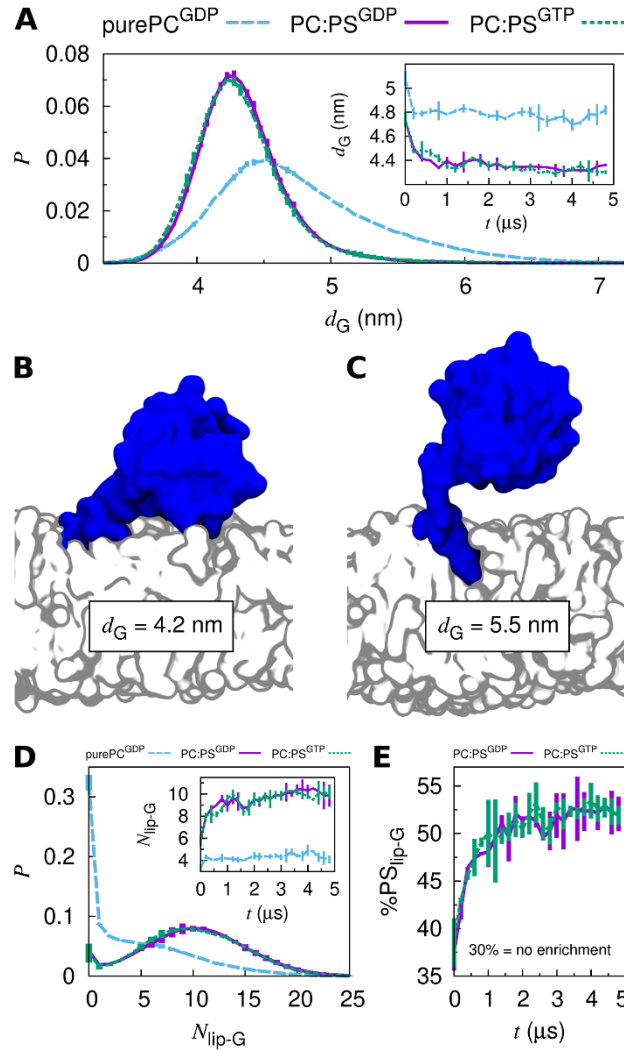 A
purePC^GDP PC:PS^GDP PC:PS^GTP
0.08
0.06
0.04
0.02
0
P
4 5 6 7
d_G (nm)
5.2
4.8
4.4
d_G (nm)
0 1 2 3 4 5
t (μs)
B
d_G = 4.2 nm
C
d_G = 5.5 nm
D
purePC^GDP PC:PS^GDP PC:PS^GTP
0.3
0.2
0.1
0
P
0 5 10 15 20 25
N_lip-G
10
8
6
4
N_lip-G
0 1 2 3 4 5
t (μs)
E
PC:PS^GDP PC:PS^GTP
55
50
45
40
35
%PS_lip-G
30% = no enrichment
0 1 2 3 4 5
t (μs)